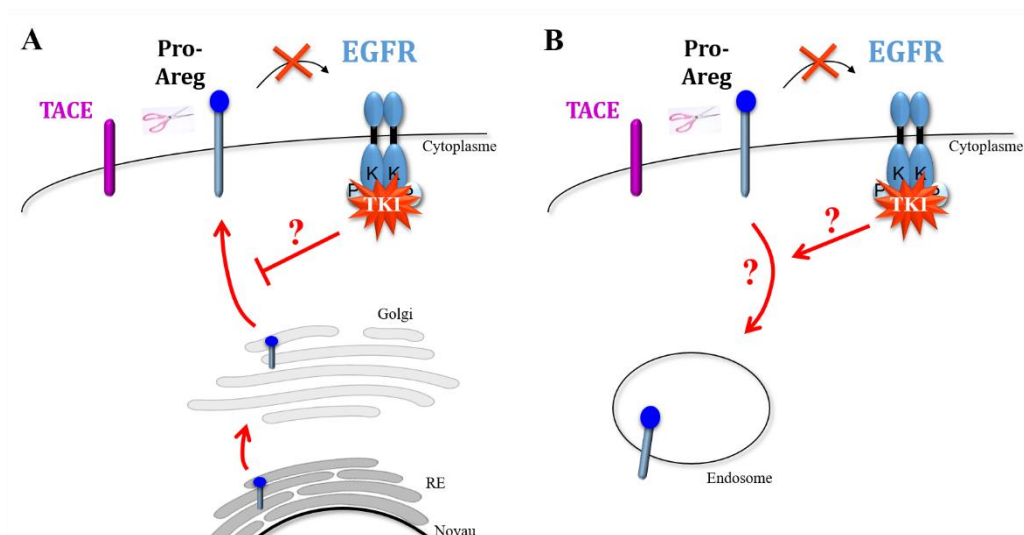 A
Pro-
Areg
EGFR
TACE
Cytoplasme
K K
P
TKI
?
Golgi
RE
Noyau
B
Pro-
Areg
EGFR
TACE
Cytoplasme
K K
P
TKI
?
?
Endosome